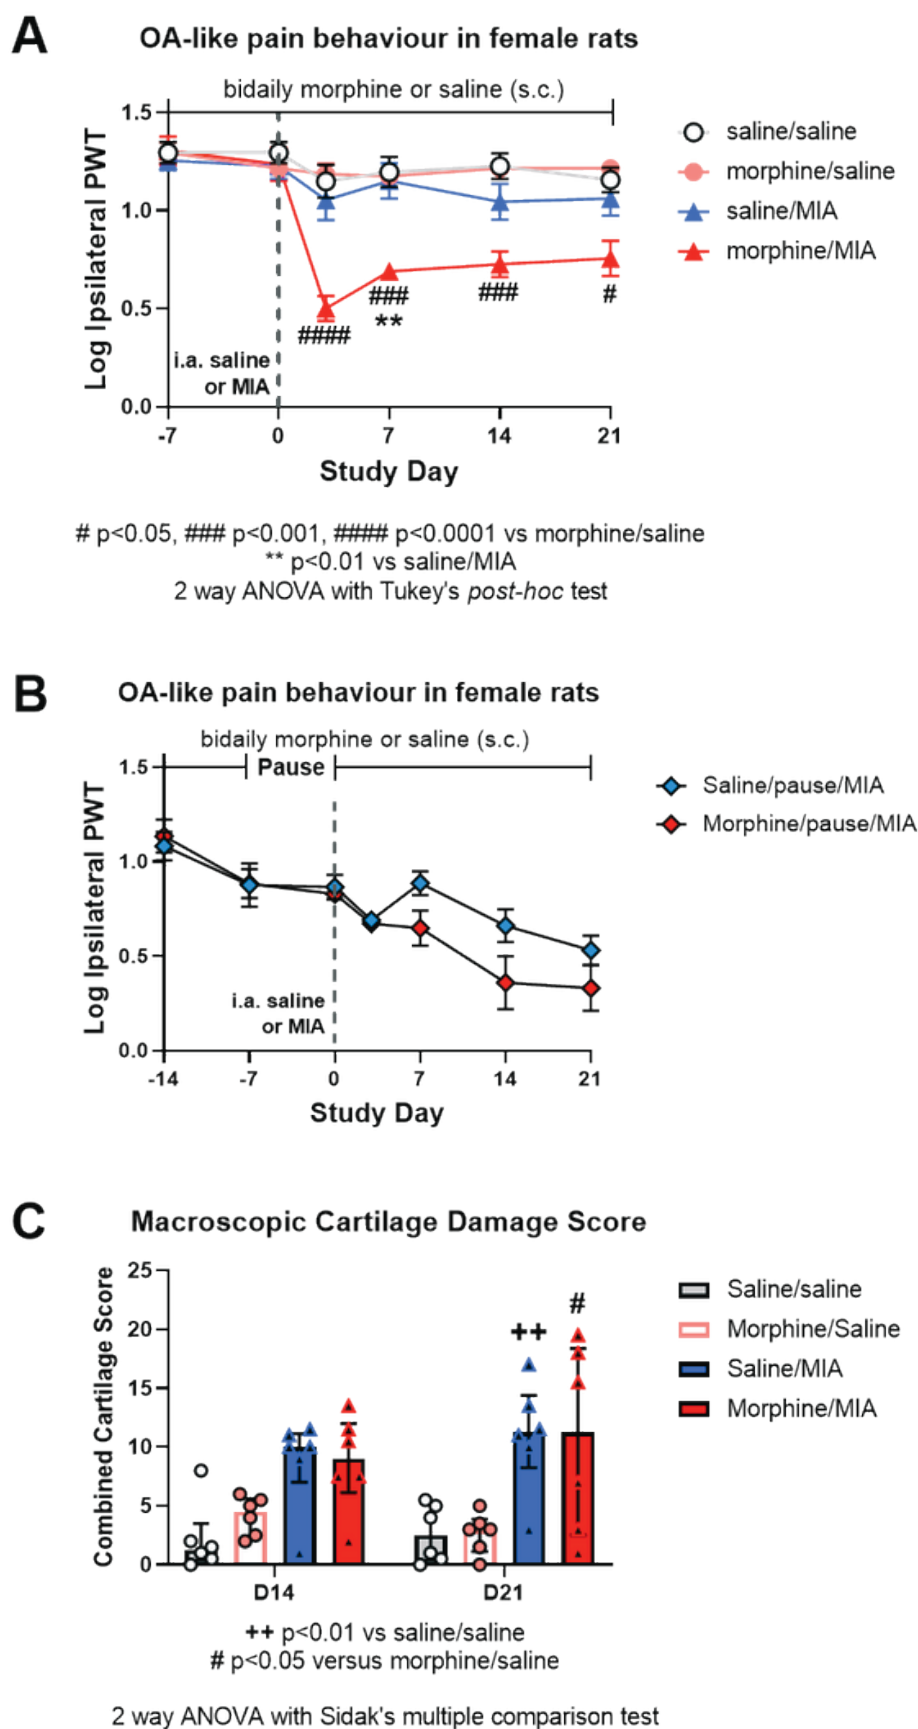 A
OA-like pain behaviour in female rats
bidaily morphine or saline (s.c.)
1.5
1.0
0.5
0.0
Log Ipsilateral PWT
i.a. saline
or MIA
####
###
**
###
#
-7 0 7 14 21
Study Day
saline/saline
morphine/saline
saline/MIA
morphine/MIA
# p<0.05, ### p<0.001, #### p<0.0001 vs morphine/saline
** p<0.01 vs saline/MIA
2 way ANOVA with Tukey's post-hoc test
B
OA-like pain behaviour in female rats
bidaily morphine or saline (s.c.)
Pause
1.5
1.0
0.5
0.0
Log Ipsilateral PWT
i.a. saline
or MIA
-14 -7 0 7 14 21
Study Day
Saline/pause/MIA
Morphine/pause/MIA
C
Macroscopic Cartilage Damage Score
25
20
15
10
5
0
Combined Cartilage Score
++
#
D14 D21
Saline/saline
Morphine/Saline
Saline/MIA
Morphine/MIA
++ p<0.01 vs saline/saline
# p<0.05 versus morphine/saline
2 way ANOVA with Sidak's multiple comparison test